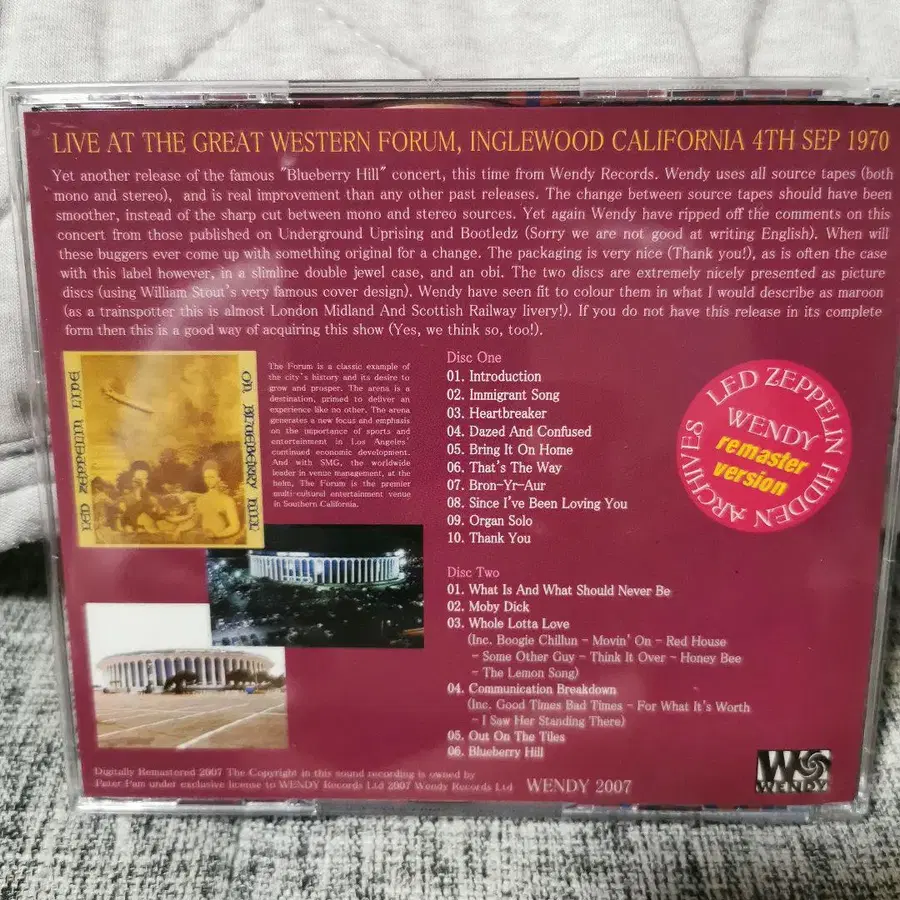 LIVE AT THE GREAT WESTERN FORUM, INGLEWOOD CALIFORNIA 4TH SEP 1970
Yet another release of the famous "Blueberry Hill" concert, this time from Wendy Records. Wendy uses all source tapes (both
mono and stereo), and is real improvement than any other past releases. The change between source tapes should have been
smoother, instead of the sharp cut between mono and stereo sources. Yet again Wendy have ripped off the comments on this
concert from those published on Underground Uprising and Bootledz (Sorry we are not good at writing English). When will
these buggers ever come up with something original for a change. The packaging is very nice (Thank you!), as is often the case
with this label however, in a slimline double jewel case, and an obi. The two discs are extremely nicely presented as picture
discs (using William Stout's very famous cover design). Wendy have seen fit to colour them in what I would describe as maroon
(as a trainspotter this is almost London Midland And Scottish Railway livery!). If you do not have this release in its complete
form then this is a good way of acquiring this show (Yes, we think so, too!).
LED ZEPPELIN LIVE
ON BLUEBERRY HILL
The Forum is a classic example of
the city's history and its desire to
grow and prosper. The arena is a
destination, primed to deliver an
experience like no other. The arena
generates a new focus and emphasis
on the importance of sports and
entertainment in Los Angeles'
continued economic development.
And with SMG, the worldwide
leader in venue management, at the
helm, The Forum is the premier
multi-cultural entertainment venue
in Southern California.
Disc One
01. Introduction
02. Immigrant Song
03. Heartbreaker
04. Dazed And Confused
05. Bring It On Home
06. That's The Way
07. Bron-Yr-Aur
08. Since I've Been Loving You
09. Organ Solo
10. Thank You
Disc Two
01. What Is And What Should Never Be
02. Moby Dick
03. Whole Lotta Love
(Inc. Boogie Chillun - Movin' On - Red House
- Some Other Guy - Think It Over - Honey Bee
- The Lemon Song)
04. Communication Breakdown
(Inc. Good Times Bad Times - For What It's Worth
- I Saw Her Standing There)
05. Out On The Tiles
06. Blueberry Hill
LED ZEPPELIN HIDDEN ARCHIVES
WENDY
remaster
version
Digitally Remastered 2007 The Copyright in this sound recording is owned by
Peter Pam under exclusive license to WENDY Records Ltd 2007 Wendy Records Ltd
WENDY 2007
W
WENDY